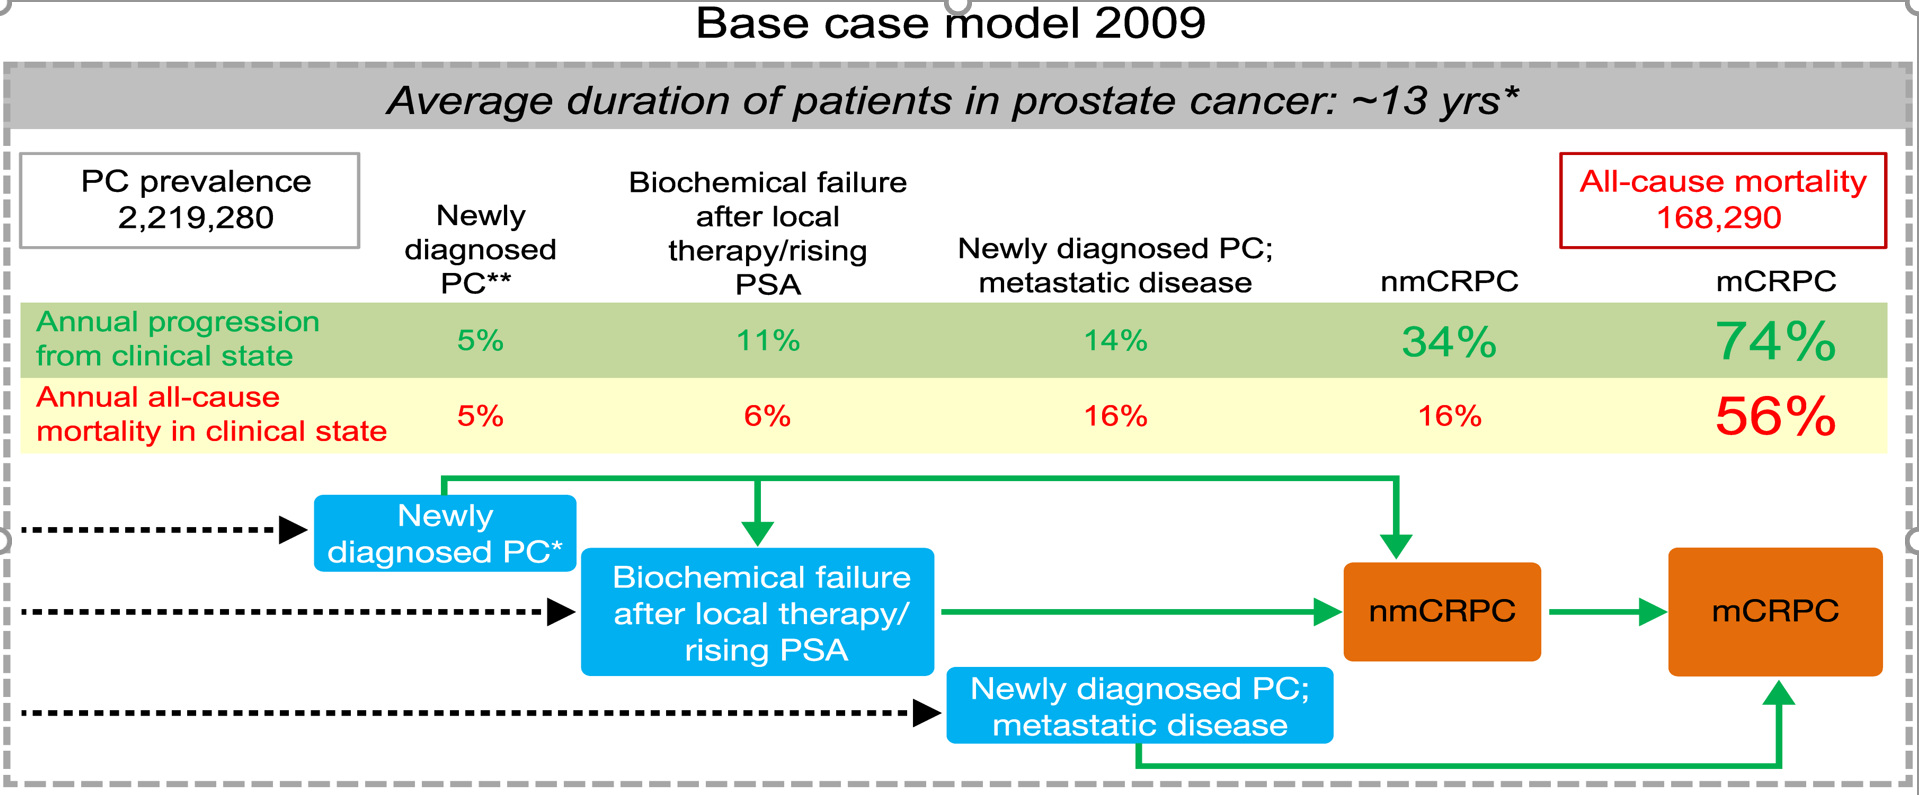 Base case model 2009
Average duration of patients in prostate cancer: ~13 yrs*
PC prevalence
2,219,280
Newly
diagnosed
PC**
Biochemical failure
after local
therapy/rising
PSA
Newly diagnosed PC;
metastatic disease
nmCRPC
All-cause mortality
168,290
mCRPC
Annual progression
from clinical state
5%
11%
14%
34%
74%
Annual all-cause
mortality in clinical state
5%
6%
16%
16%
56%
Newly
diagnosed PC*
Biochemical failure
after local therapy/
rising PSA
Newly diagnosed PC;
metastatic disease
nmCRPC
mCRPC